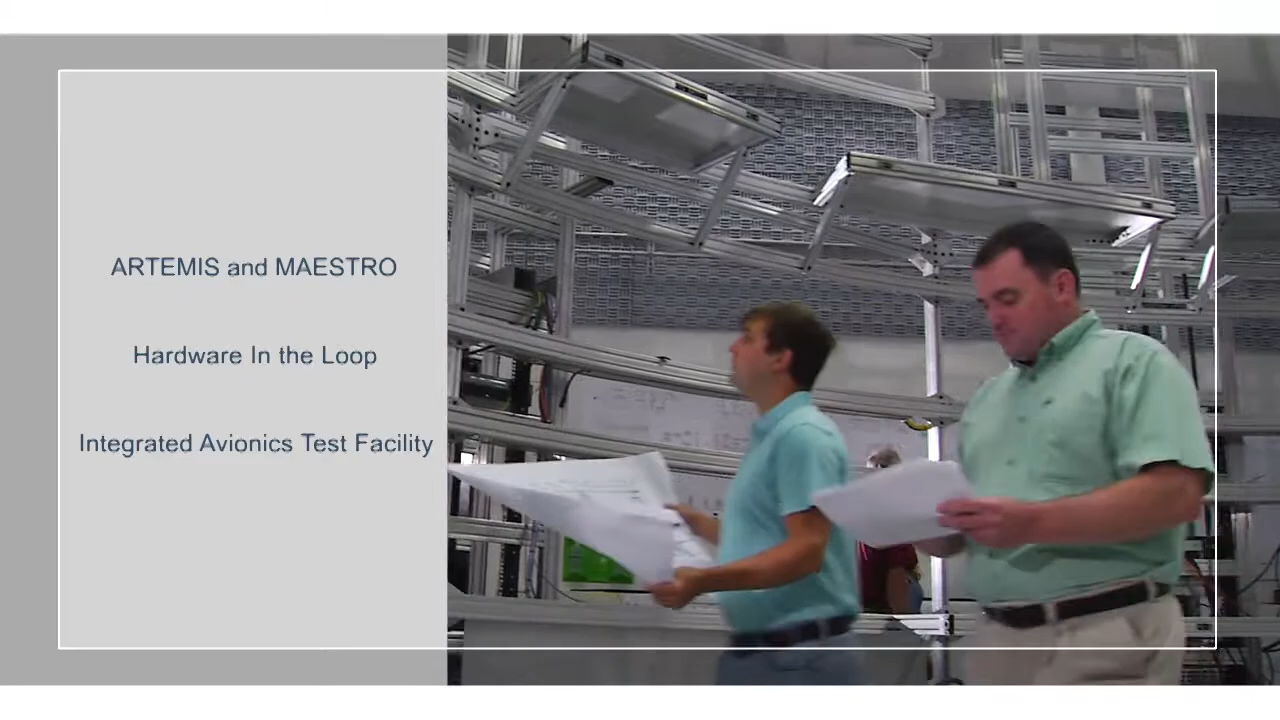 ARTEMIS and MAESTRO
Hardware In the Loop
Integrated Avionics Test Facility